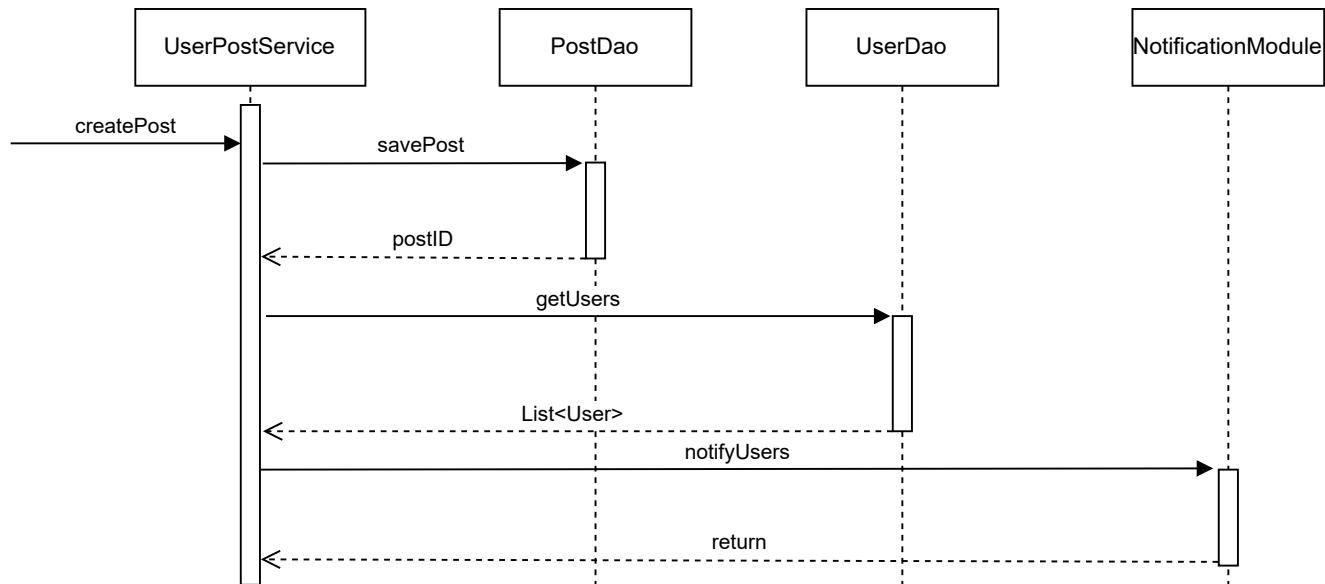 UserPostService
PostDao
UserDao
NotificationModule
createPost
savePost
postID
getUsers
List<User>
notifyUsers
return